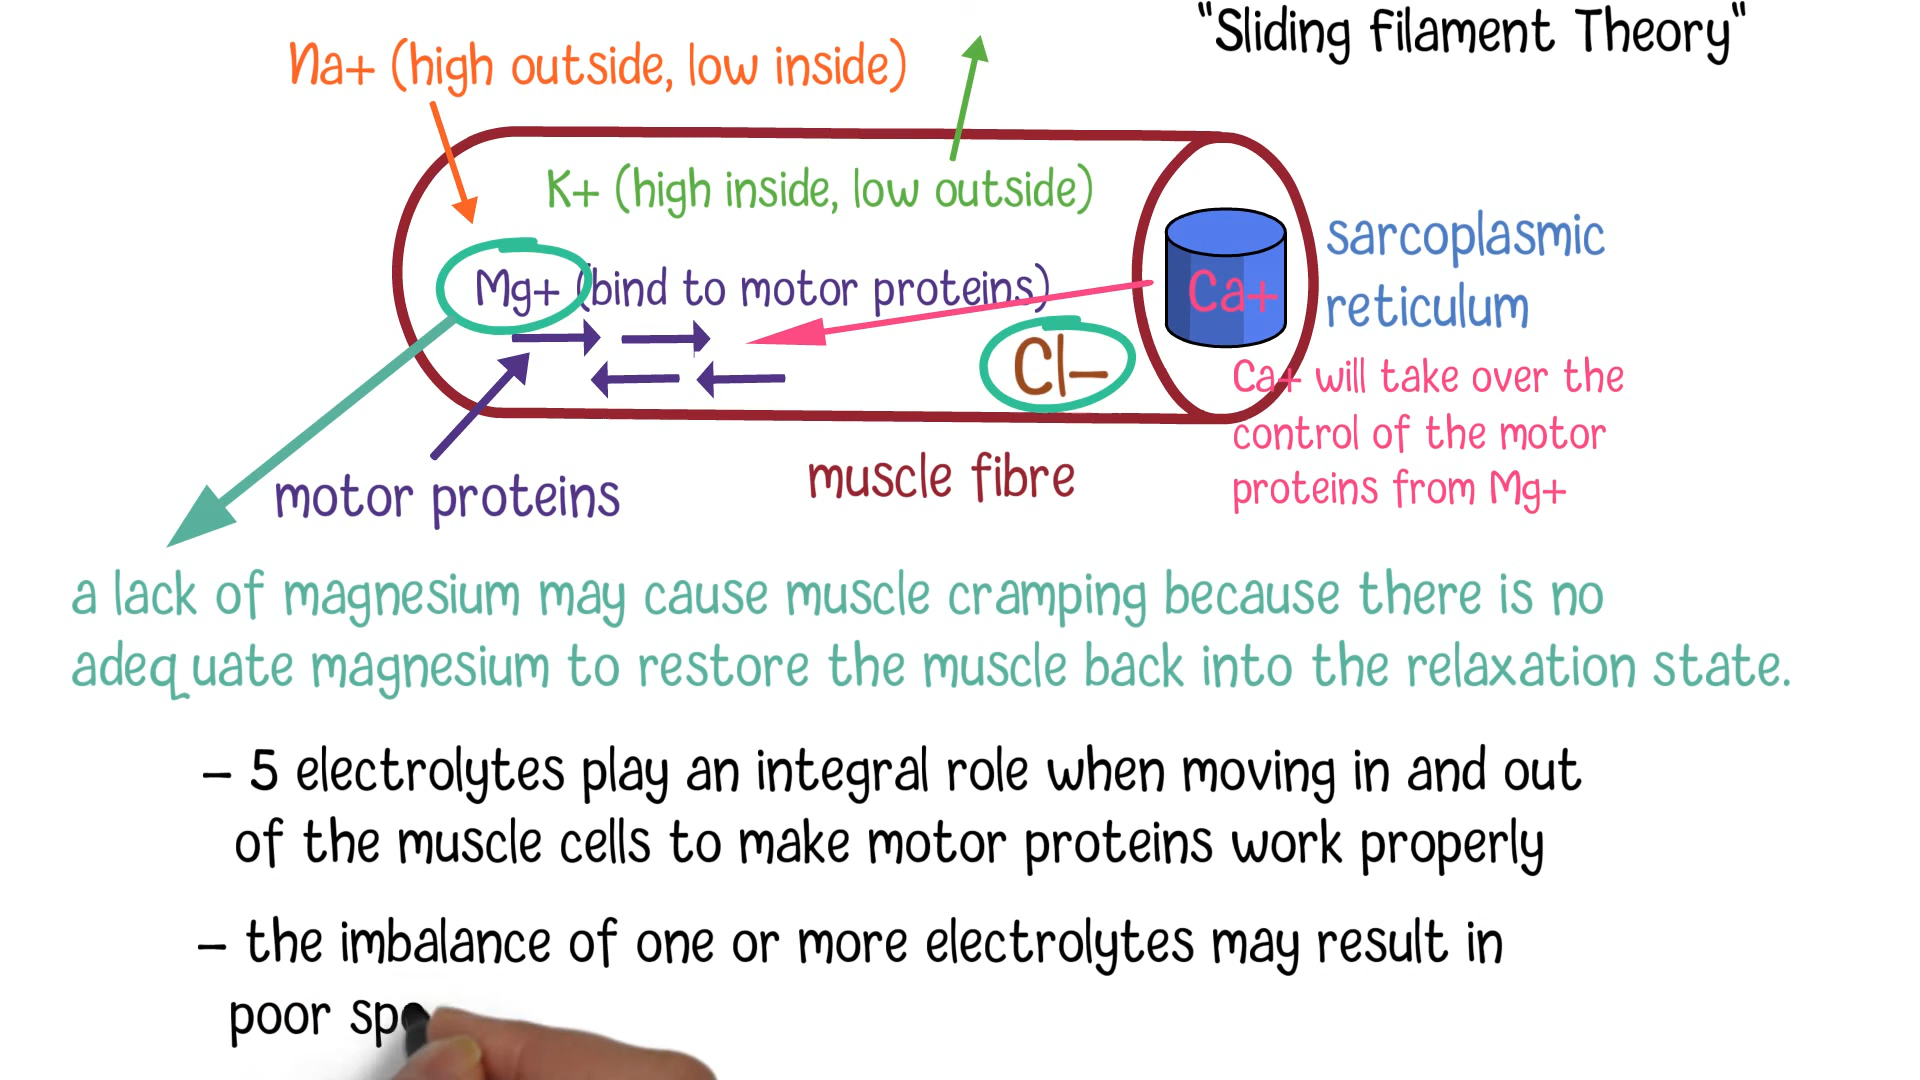 "Sliding Filament Theory"
Na+ (high outside, low inside)
K+ (high inside, low outside)
Mg+ (bind to motor proteins)
Ca+
sarcoplasmic
reticulum
Cl-
Ca+ will take over the
control of the motor
proteins from Mg+
motor proteins
muscle fibre
a lack of magnesium may cause muscle cramping because there is no
adequate magnesium to restore the muscle back into the relaxation state.
- 5 electrolytes play an integral role when moving in and out
of the muscle cells to make motor proteins work properly
- the imbalance of one or more electrolytes may result in
poor